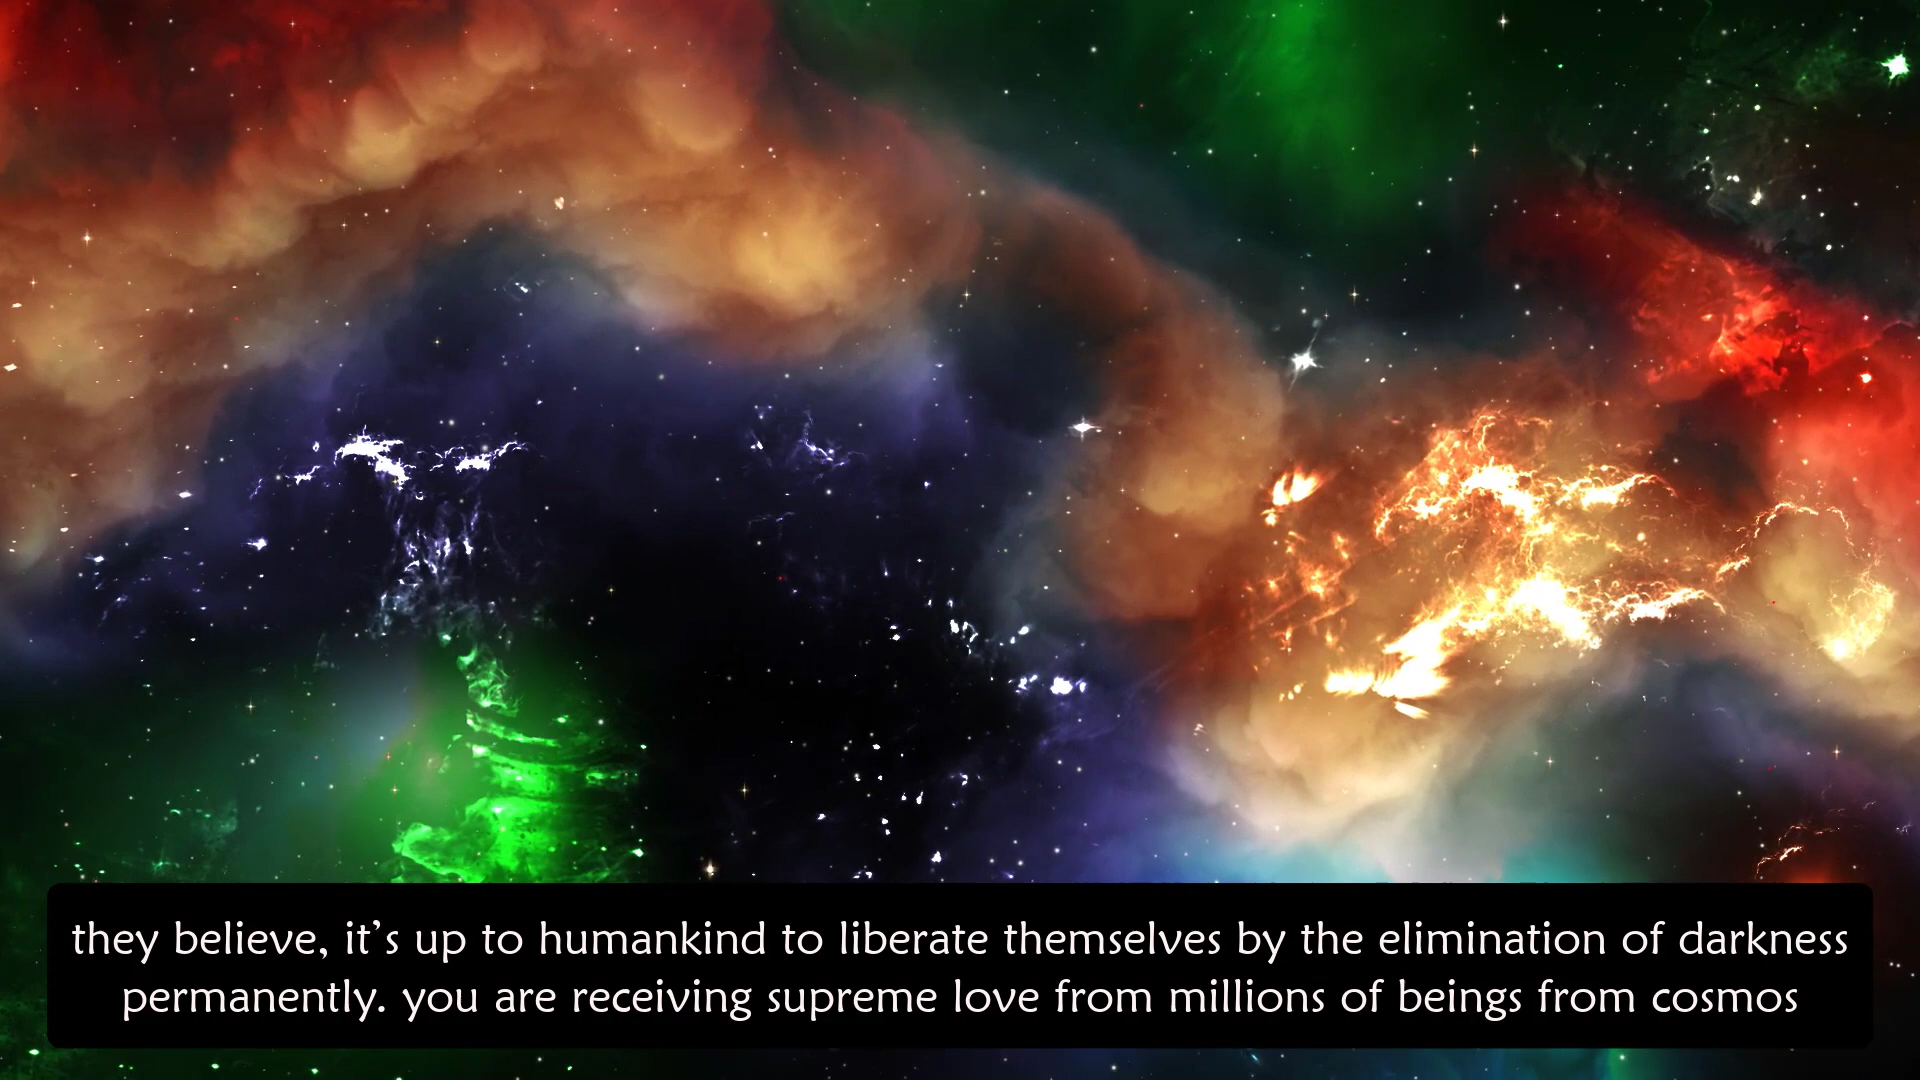 they believe, it’s up to humankind to liberate themselves by the elimination of darkness
permanently. you are receiving supreme love from millions of beings from cosmos